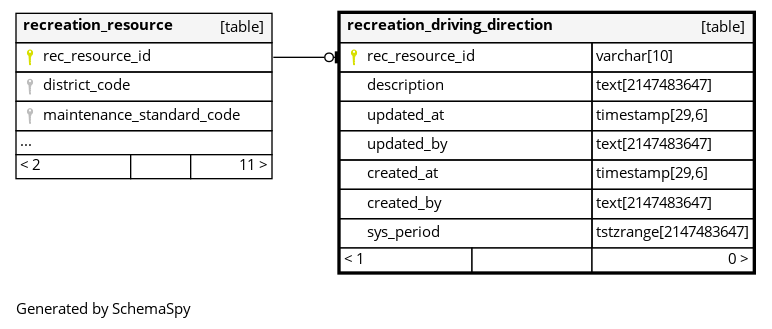 recreation_resource [table]
rec_resource_id
district_code
maintenance_standard_code
...
< 2 11 >
recreation_driving_direction [table]
rec_resource_id varchar[10]
description text[2147483647]
updated_at timestamp[29,6]
updated_by text[2147483647]
created_at timestamp[29,6]
created_by text[2147483647]
sys_period tstzrange[2147483647]
< 1 0 >
Generated by SchemaSpy